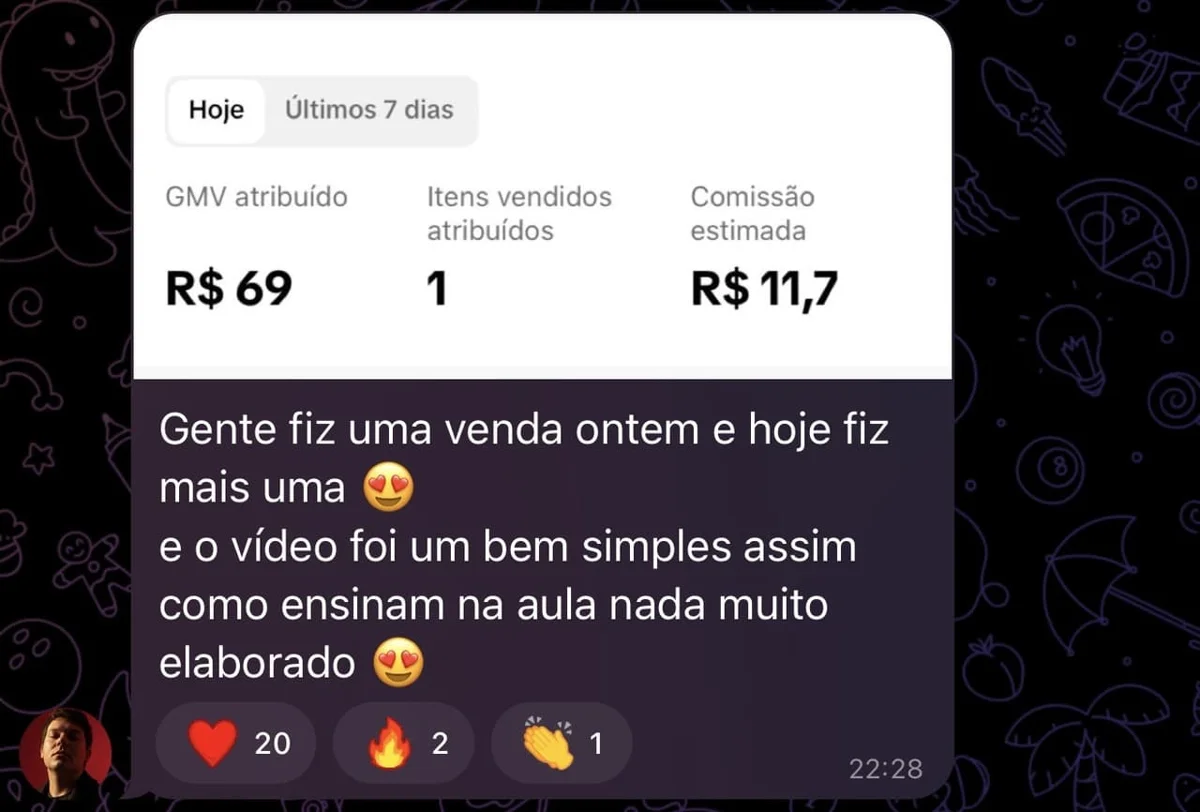 Hoje Últimos 7 dias
GMV atribuído Itens vendidos Comissão
atribuídos estimada
R$ 69 1 R$ 11,7
Gente fiz uma venda ontem e hoje fiz
mais uma 😍
e o vídeo foi um bem simples assim
como ensinam na aula nada muito
elaborado 😍
❤️ 20 🔥 2 👏 1
22:28